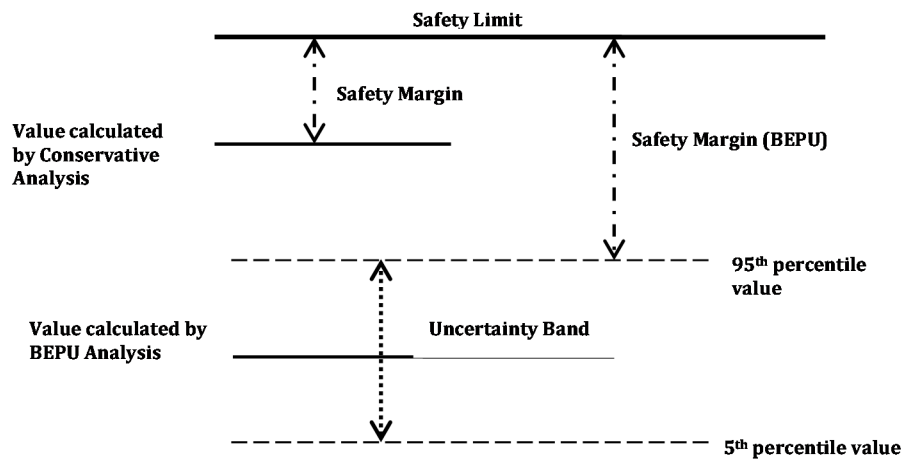 Safety Limit
Safety Margin
Value calculated
by Conservative
Analysis
Safety Margin (BEPU)
95th percentile
value
Value calculated by
BEPU Analysis
Uncertainty Band
5th percentile value